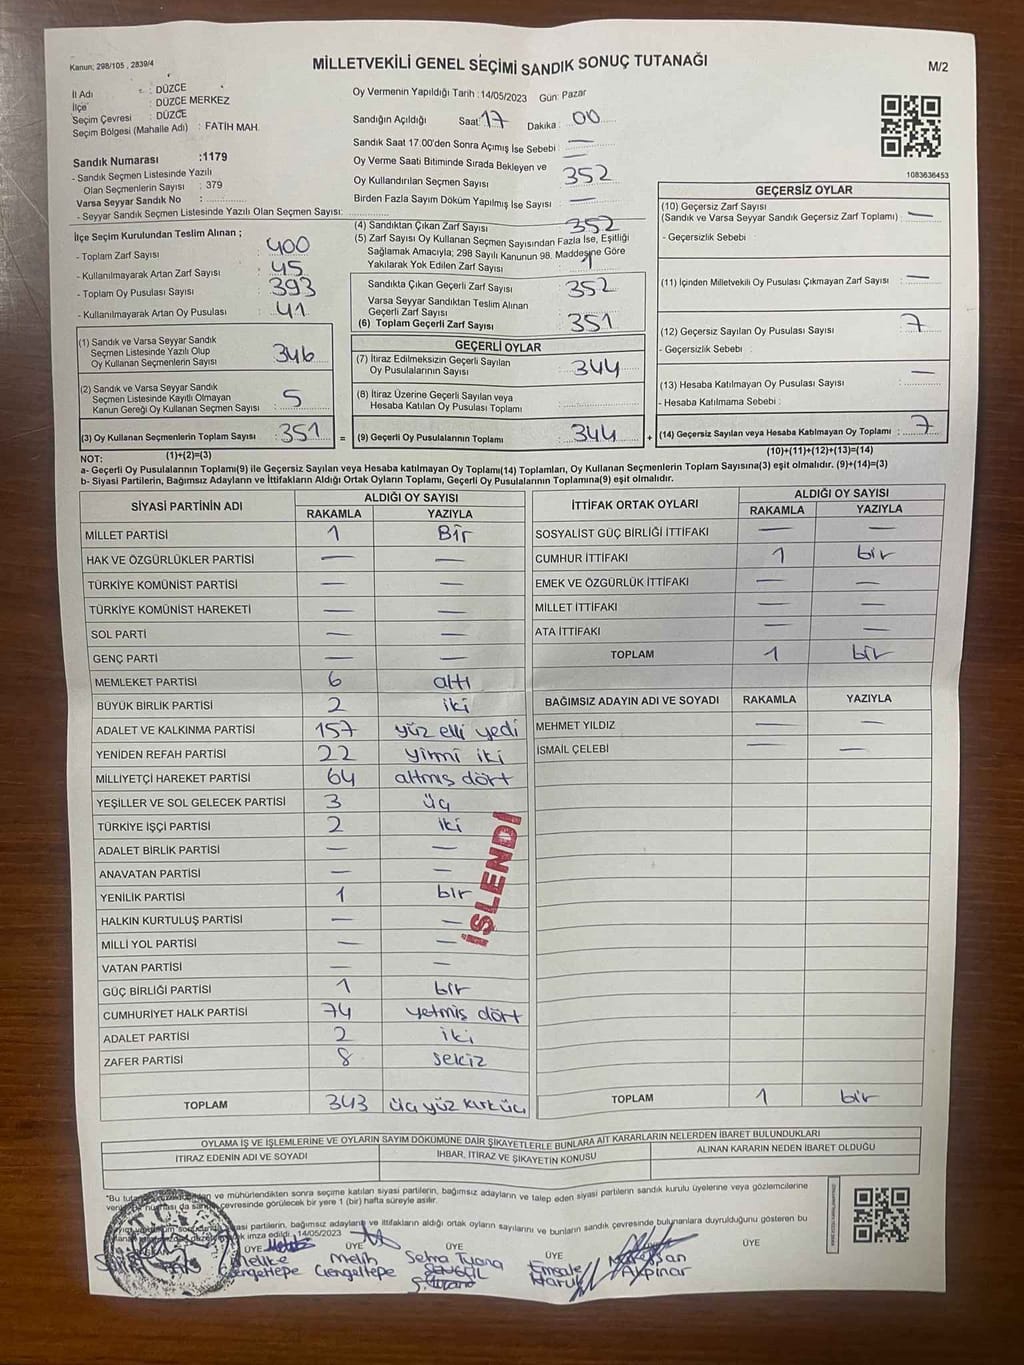 Kanun; 298/105 , 2839/4
MİLLETVEKİLİ GENEL SEÇİMİ SANDIK SONUÇ TUTANAĞI
M/2
İl Adı : DÜZCE
İlçe : DÜZCE MERKEZ
Seçim Çevresi : DÜZCE
Seçim Bölgesi (Mahalle Adı) : FATİH MAH.
Sandık Numarası :1179
- Sandık Seçmen Listesinde Yazılı
Olan Seçmenlerin Sayısı : 379
Varsa Seyyar Sandık No :
- Seyyar Sandık Seçmen Listesinde Yazılı Olan Seçmen Sayısı:
İlçe Seçim Kurulundan Teslim Alınan ;
- Toplam Zarf Sayısı : 400
- Kullanılmayarak Artan Zarf Sayısı : 45
- Toplam Oy Pusulası Sayısı : 393
- Kullanılmayarak Artan Oy Pusulası : 41
(1) Sandık ve Varsa Seyyar Sandık
Seçmen Listesinde Yazılı Olup
Oy Kullanan Seçmenlerin Sayısı : 346
(2) Sandık ve Varsa Seyyar Sandık
Seçmen Listesinde Kayıtlı Olmayan
Kanun Gereği Oy Kullanan Seçmen Sayısı : 5
(3) Oy Kullanan Seçmenlerin Toplam Sayısı : 351 =
(1)+(2)=(3)
Oy Vermenin Yapıldığı Tarih :14/05/2023 Gün: Pazar
Sandığın Açıldığı Saat: 17 Dakika : 00
Sandık Saat 17.00'den Sonra Açımış İse Sebebi : —
Oy Verme Saati Bitiminde Sırada Bekleyen ve
Oy Kullandırılan Seçmen Sayısı : 352
Birden Fazla Sayım Döküm Yapılmış İse Sayısı : —
(4) Sandıktan Çıkan Zarf Sayısı : 352
(5) Zarf Sayısı Oy Kullanan Seçmen Sayısından Fazla İse, Eşitliği
Sağlamak Amacıyla; 298 Sayılı Kanunun 98. Maddesine Göre
Yakılarak Yok Edilen Zarf Sayısı : 1
Sandıkta Çıkan Geçerli Zarf Sayısı : 352
Varsa Seyyar Sandıktan Teslim Alınan
Geçerli Zarf Sayısı :
(6) Toplam Geçerli Zarf Sayısı : 351
GEÇERLİ OYLAR
(7) İtiraz Edilmeksizin Geçerli Sayılan
Oy Pusulalarının Sayısı : 344
(8) İtiraz Üzerine Geçerli Sayılan veya
Hesaba Katılan Oy Pusulası Toplamı :
(9) Geçerli Oy Pusulalarının Toplamı : 344 +
1083636453
GEÇERSİZ OYLAR
(10) Geçersiz Zarf Sayısı : —
(Sandık ve Varsa Seyyar Sandık Geçersiz Zarf Toplamı)
- Geçersizlik Sebebi :
(11) İçinden Milletvekili Oy Pusulası Çıkmayan Zarf Sayısı : —
(12) Geçersiz Sayılan Oy Pusulası Sayısı : 7
- Geçersizlik Sebebi :
(13) Hesaba Katılmayan Oy Pusulası Sayısı : —
- Hesaba Katılmama Sebebi :
(14) Geçersiz Sayılan veya Hesaba Katılmayan Oy Toplamı : 7
(10)+(11)+(12)+(13)=(14)
NOT:
a- Geçerli Oy Pusulasının Toplamı(9) ile Geçersiz Sayılan veya Hesaba katılmayan Oy Toplamı(14) Toplamları, Oy Kullanan Seçmenlerin Toplam Sayısına(3) eşit olmalıdır. (9)+(14)=(3)
b- Siyasi Partilerin, Bağımsız Adayların ve İttifakların Aldığı Ortak Oyların Toplamı, Geçerli Oy Pusulalarının Toplamına(9) eşit olmalıdır.
SİYASİ PARTİNİN ADI ALDIĞI OY SAYISI
RAKAMLA YAZIYLA
MİLLET PARTİSİ 1 Bir
HAK VE ÖZGÜRLÜKLER PARTİSİ — —
TÜRKİYE KOMÜNİST PARTİSİ — —
TÜRKİYE KOMÜNİST HAREKETİ — —
SOL PARTİ — —
GENÇ PARTİ — —
MEMLEKET PARTİSİ 6 altı
BÜYÜK BİRLİK PARTİSİ 2 iki
ADALET VE KALKINMA PARTİSİ 157 yüz elli yedi
YENİDEN REFAH PARTİSİ 22 yirmi iki
MİLLİYETÇİ HAREKET PARTİSİ 64 altmış dört
YEŞİLLER VE SOL GELECEK PARTİSİ 3 üç
TÜRKİYE İŞÇİ PARTİSİ 2 iki
ADALET BİRLİK PARTİSİ — —
ANAVATAN PARTİSİ — —
YENİLİK PARTİSİ 1 bir
HALKIN KURTULUŞ PARTİSİ — —
MİLLİ YOL PARTİSİ — —
VATAN PARTİSİ — —
GÜÇ BİRLİĞİ PARTİSİ 1 bir
CUMHURİYET HALK PARTİSİ 74 yetmiş dört
ADALET PARTİSİ 2 iki
ZAFER PARTİSİ 8 sekiz
TOPLAM 343 üç yüz kırk üç
İŞLENDİ
İTTİFAK ORTAK OYLARI ALDIĞI OY SAYISI
RAKAMLA YAZIYLA
SOSYALİST GÜÇ BİRLİĞİ İTTİFAKI — —
CUMHUR İTTİFAKI 1 bir
EMEK VE ÖZGÜRLÜK İTTİFAKI — —
MİLLET İTTİFAKI — —
ATA İTTİFAKI — —
TOPLAM 1 bir
BAĞIMSIZ ADAYIN ADI VE SOYADI RAKAMLA YAZIYLA
MEHMET YILDIZ — —
İSMAİL ÇELEBİ — —
TOPLAM 1 bir
OYLAMA İŞ VE İŞLEMLERİNE VE OYLARIN SAYIM DÖKÜMÜNE DAİR ŞİKAYETLERLE BUNLARA AİT KARARLARIN NELERDEN İBARET BULUNDUKLARI
İTİRAZ EDENİN ADI VE SOYADI İHBAR, İTİRAZ VE ŞİKAYETİN KONUSU ALINAN KARARIN NEDEN İBARET OLDUĞU
ve mühürlendikten sonra seçime katılan siyasi partilerin, bağımsız adayların ve talep eden siyasi partilerin sandık kurulu üyelerine veya gözlemcilerine
çevresinde görülecek bir yere 1 (bir) hafta süreyle asılır.
siyasi partilerin, bağımsız adayların ve ittifakların aldığı ortak oyların sayılarını ve bunların sandık çevresinde bulunanlara duyrulduğunu gösteren bu
imza edildi. 14/05/2023
ÜYE ÜYE ÜYE ÜYE ÜYE
Melike Melih Selma
Cengeltepe Cengeltepe Akpınar